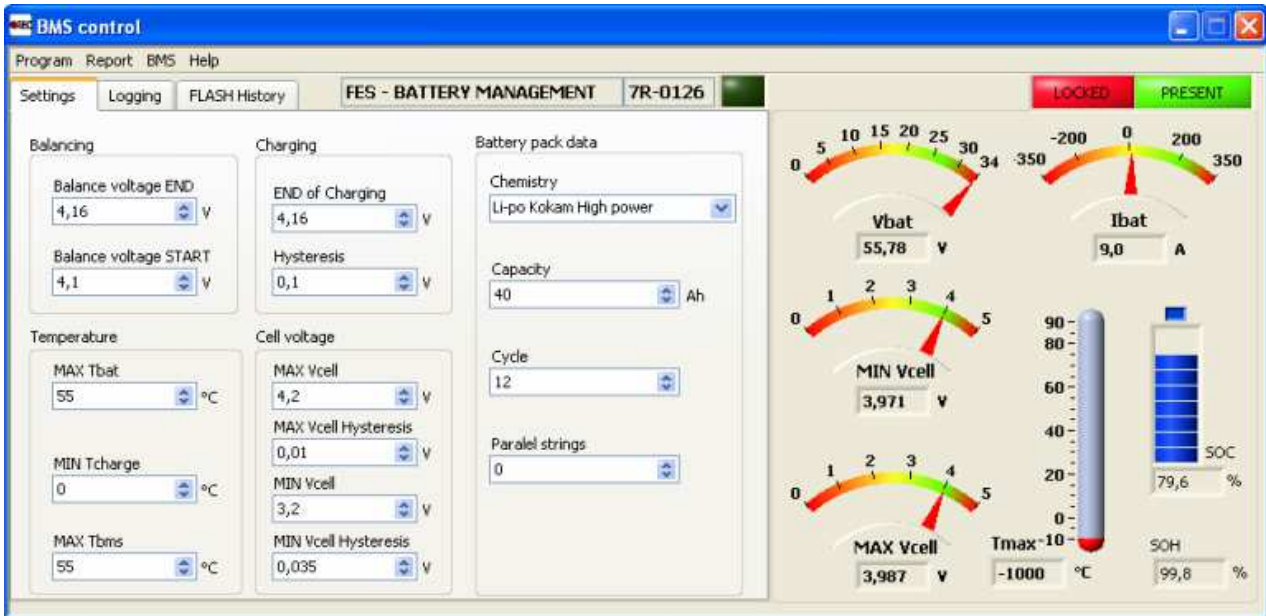 BMS control
Program Report BMS Help
Settings Logging FLASH History FES - BATTERY MANAGEMENT 7R-0126 LOCKED PRESENT
Balancing
Balance voltage END
4,16 V
Balance voltage START
4,1 V
Charging
END of Charging
4,16 V
Hysteresis
0,1 V
Temperature
MAX Tbat
55 °C
MIN Tcharge
0 °C
MAX Tbms
55 °C
Cell voltage
MAX Vcell
4,2 V
MAX Vcell Hysteresis
0,01 V
MIN Vcell
3,2 V
MIN Vcell Hysteresis
0,035 V
Battery pack data
Chemistry
Li-po Kokam High power
Capacity
40 Ah
Cycle
12
Paralel strings
0
0 5 10 15 20 25 30 34
Vbat
55,78 V
-350 -200 0 200 350
Ibat
9,0 A
0 1 2 3 4 5
MIN Vcell
3,971 V
0 1 2 3 4 5
MAX Vcell
3,987 V
90
80
60
40
20
0
-10
Tmax
-1000 °C
SOC
79,6 %
SOH
99,8 %